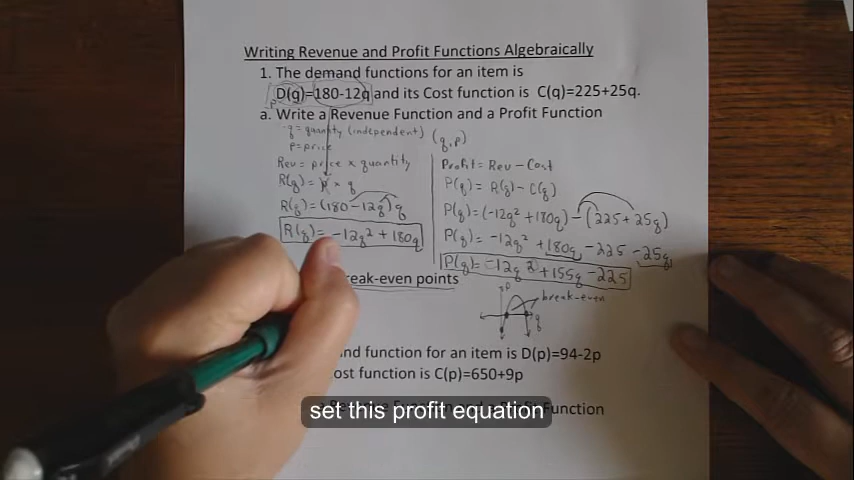 Writing Revenue and Profit Functions Algebraically
1. The demand functions for an item is
D(q)=180-12q and its Cost function is C(q)=225+25q.
p
a. Write a Revenue Function and a Profit Function
q = quantity (independent) (q,p)
p = price
Rev = price x quantity
R(q) = p x q
R(q) = (180 - 12q)q
R(q) = -12q² + 180q
Profit = Rev - Cost
P(q) = R(q) - C(q)
P(q) = (-12q² + 180q) - (225 + 25q)
P(q) = -12q² + 180q - 225 - 25q
P(q) = -12q² + 155q - 225
reak-even points
P
break-even
q
nd function for an item is D(p)=94-2p
ost function is C(p)=650+9p
set this profit equation
unction